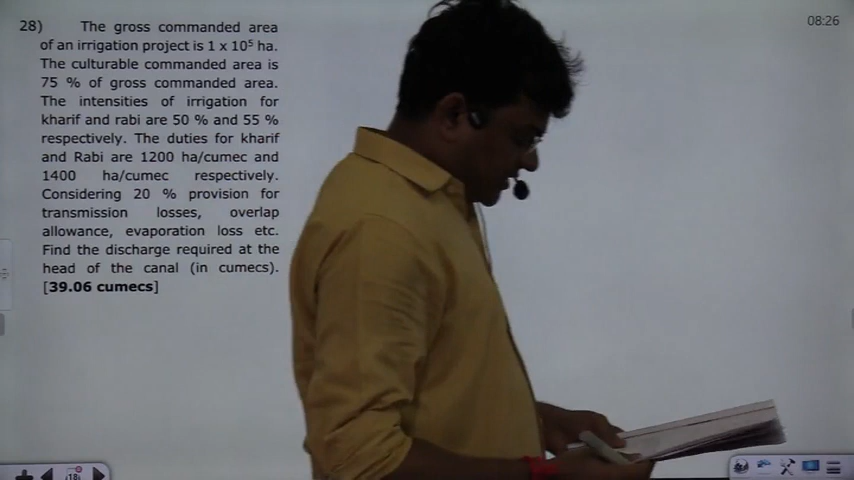 28) The gross commanded area
of an irrigation project is 1 x 10⁵ ha.
The culturable commanded area is
75 % of gross commanded area.
The intensities of irrigation for
kharif and rabi are 50 % and 55 %
respectively. The duties for kharif
and Rabi are 1200 ha/cumec and
1400 ha/cumec respectively.
Considering 20 % provision for
transmission losses, overlap
allowance, evaporation loss etc.
Find the discharge required at the
head of the canal (in cumecs).
[39.06 cumecs]
08:26
18